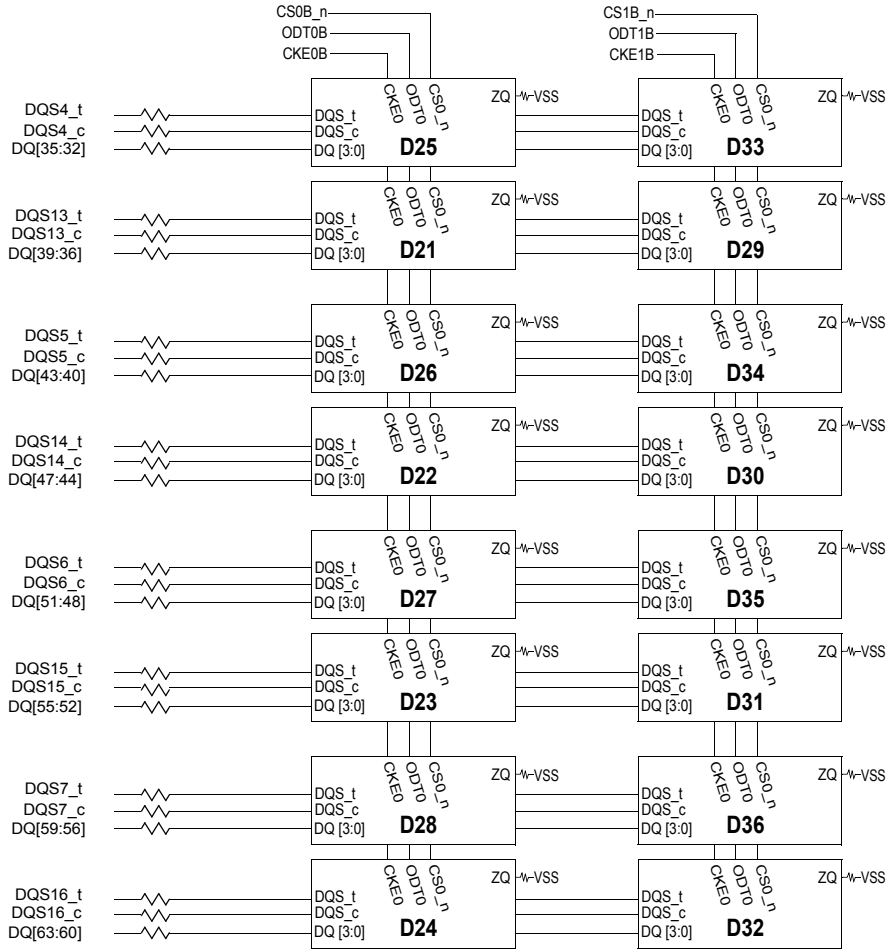 CS0B_n
ODT0B
CKE0B
CS1B_n
ODT1B
CKE1B
DQS4_t
DQS4_c
DQ[35:32]
CKE0 ODT0 CS0_n ZQ VSS
DQS_t
DQS_c
DQ [3:0] D25
CKE0 ODT0 CS0_n ZQ VSS
DQS_t
DQS_c
DQ [3:0] D33
DQS13_t
DQS13_c
DQ[39:36]
CKE0 ODT0 CS0_n ZQ VSS
DQS_t
DQS_c
DQ [3:0] D21
CKE0 ODT0 CS0_n ZQ VSS
DQS_t
DQS_c
DQ [3:0] D29
DQS5_t
DQS5_c
DQ[43:40]
CKE0 ODT0 CS0_n ZQ VSS
DQS_t
DQS_c
DQ [3:0] D26
CKE0 ODT0 CS0_n ZQ VSS
DQS_t
DQS_c
DQ [3:0] D34
DQS14_t
DQS14_c
DQ[47:44]
CKE0 ODT0 CS0_n ZQ VSS
DQS_t
DQS_c
DQ [3:0] D22
CKE0 ODT0 CS0_n ZQ VSS
DQS_t
DQS_c
DQ [3:0] D30
DQS6_t
DQS6_c
DQ[51:48]
CKE0 ODT0 CS0_n ZQ VSS
DQS_t
DQS_c
DQ [3:0] D27
CKE0 ODT0 CS0_n ZQ VSS
DQS_t
DQS_c
DQ [3:0] D35
DQS15_t
DQS15_c
DQ[55:52]
CKE0 ODT0 CS0_n ZQ VSS
DQS_t
DQS_c
DQ [3:0] D23
CKE0 ODT0 CS0_n ZQ VSS
DQS_t
DQS_c
DQ [3:0] D31
DQS7_t
DQS7_c
DQ[59:56]
CKE0 ODT0 CS0_n ZQ VSS
DQS_t
DQS_c
DQ [3:0] D28
CKE0 ODT0 CS0_n ZQ VSS
DQS_t
DQS_c
DQ [3:0] D36
DQS16_t
DQS16_c
DQ[63:60]
CKE0 ODT0 CS0_n ZQ VSS
DQS_t
DQS_c
DQ [3:0] D24
CKE0 ODT0 CS0_n ZQ VSS
DQS_t
DQS_c
DQ [3:0] D32